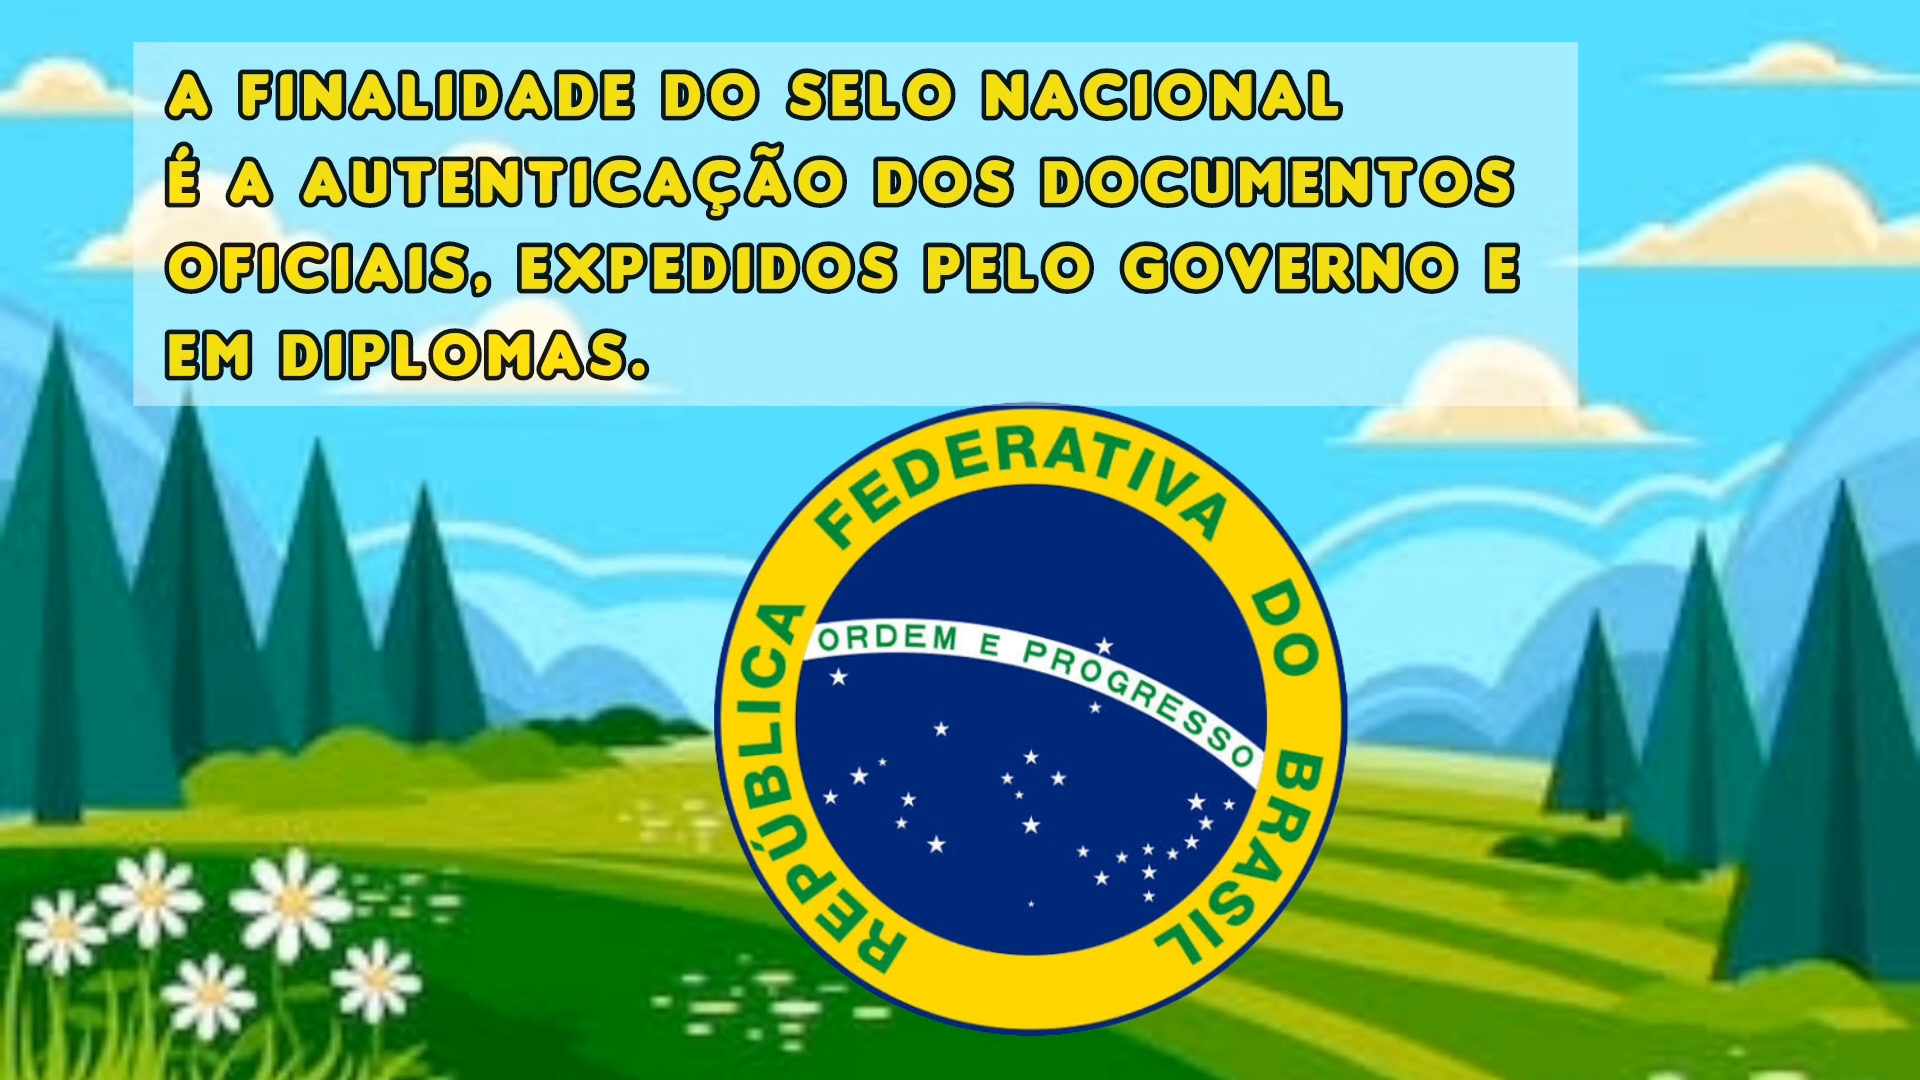 A FINALIDADE DO SELO NACIONAL
É A AUTENTICAÇÃO DOS DOCUMENTOS
OFICIAIS, EXPEDIDOS PELO GOVERNO E
EM DIPLOMAS.
REPÚBLICA FEDERATIVA DO BRASIL
ORDEM E PROGRESSO